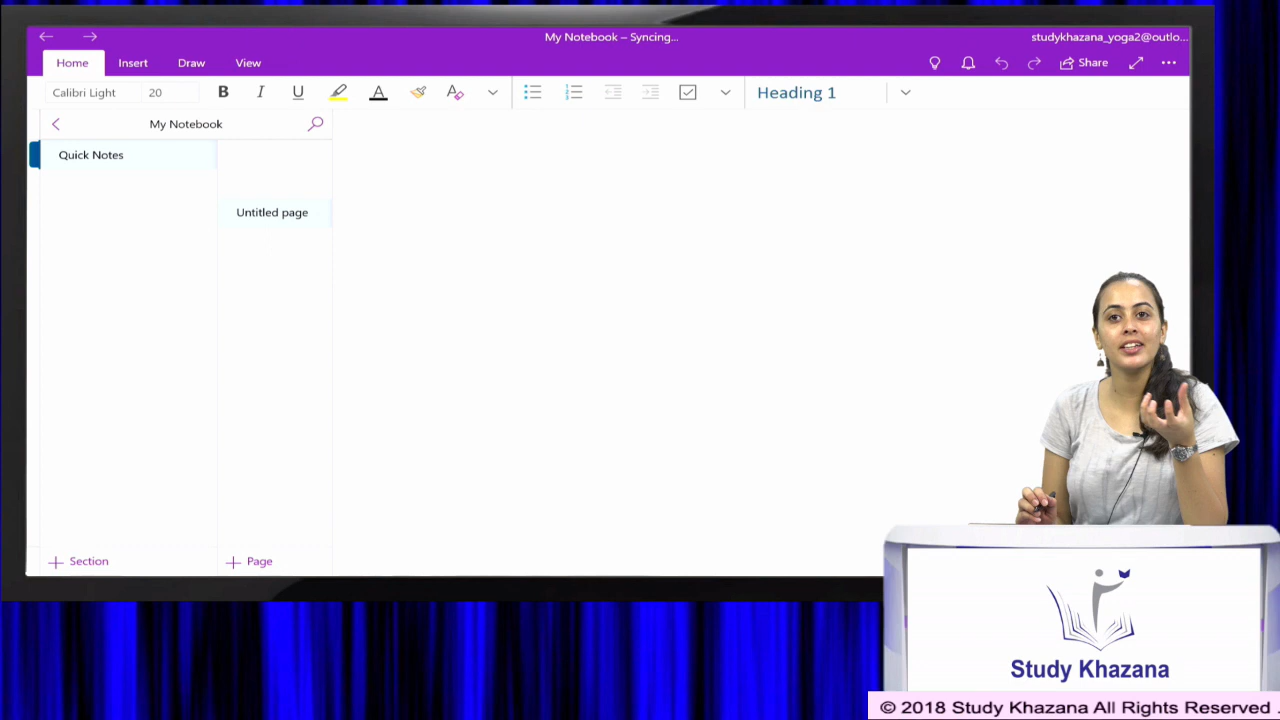 My Notebook – Syncing...
studykhazana_yoga2@outlo...
Home Insert Draw View
Share
Calibri Light 20 B I U A A Heading 1
My Notebook
Quick Notes
Untitled page
Section
Page
Study Khazana
© 2018 Study Khazana All Rights Reserved .